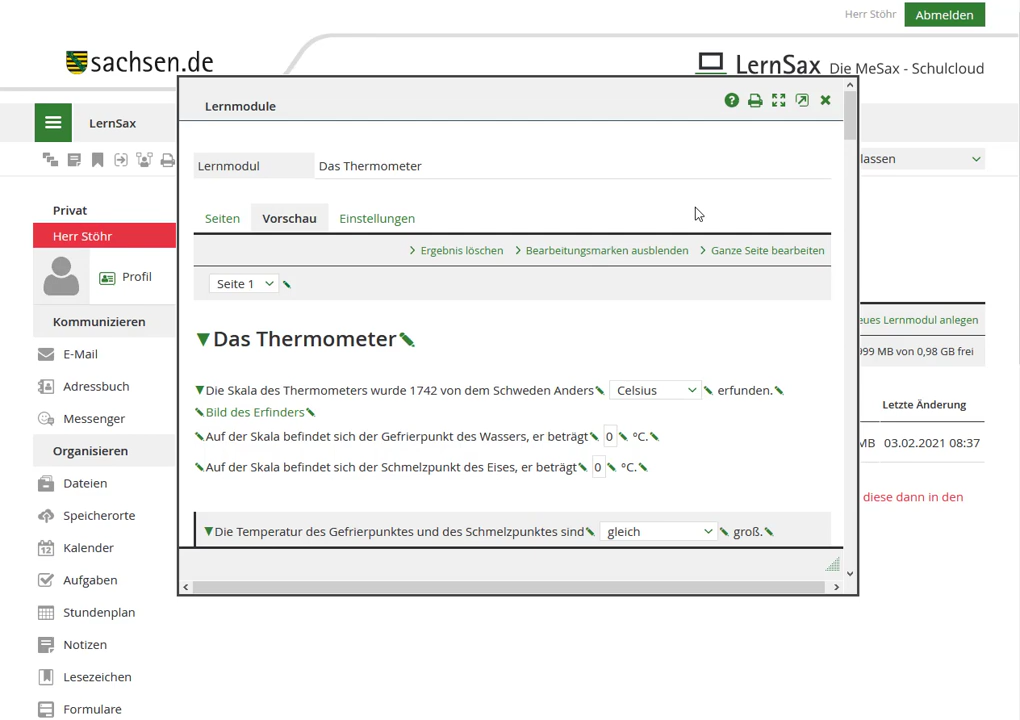 Herr Stöhr
Abmelden
sachsen.de
LernSax Die MeSax - Schulcloud
LernSax
lassen
Privat
Herr Stöhr
Profil
Kommunizieren
E-Mail
Adressbuch
Messenger
Organisieren
Dateien
Speicherorte
12 Kalender
Aufgaben
Stundenplan
Notizen
Lesezeichen
Formulare
Lernmodule
Lernmodul Das Thermometer
Seiten Vorschau Einstellungen
Ergebnis löschen Bearbeitungsmarken ausblenden Ganze Seite bearbeiten
Seite 1
Das Thermometer
Die Skala des Thermometers wurde 1742 von dem Schweden Anders Celsius erfunden.
Bild des Erfinders
Auf der Skala befindet sich der Gefrierpunkt des Wassers, er beträgt 0 °C.
Auf der Skala befindet sich der Schmelzpunkt des Eises, er beträgt 0 °C.
Die Temperatur des Gefrierpunktes und des Schmelzpunktes sind gleich groß.
eues Lernmodul anlegen
999 MB von 0,98 GB frei
Letzte Änderung
MB 03.02.2021 08:37
diese dann in den